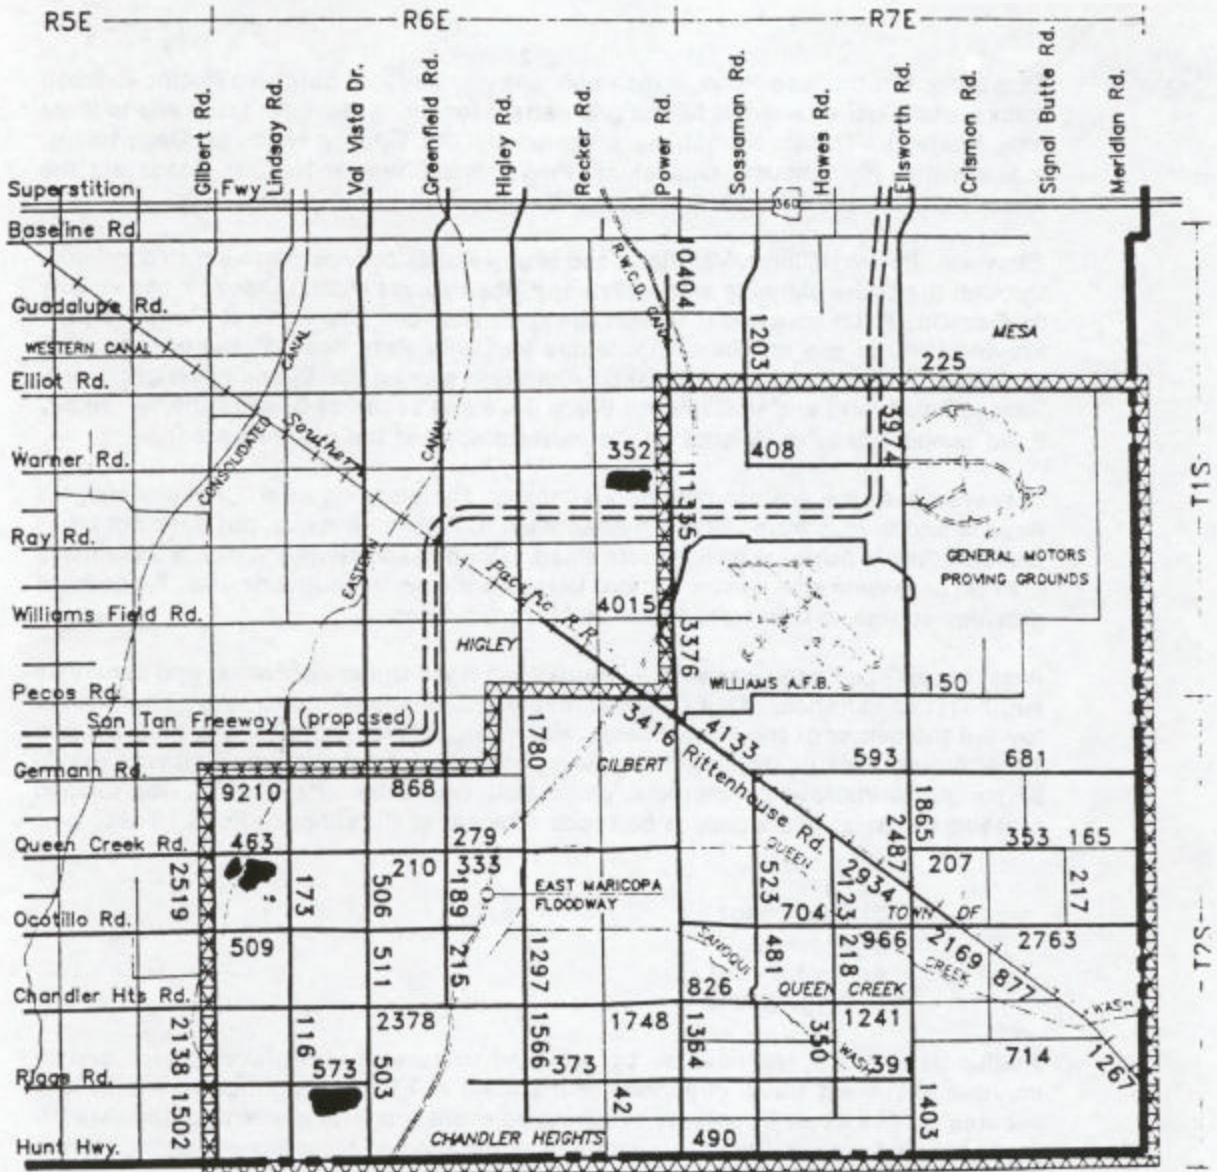 R5E R6E R7E
Gilbert Rd.
Lindsay Rd.
Val Vista Dr.
Greenfield Rd.
Higley Rd.
Recker Rd.
Power Rd.
Sossaman Rd.
Hawes Rd.
Ellsworth Rd.
Crismon Rd.
Signal Butte Rd.
Meridian Rd.
Superstition Fwy
360
Baseline Rd.
R.W.C.D. CANAL
10404
Guadalupe Rd.
1203
MESA
WESTERN CANAL
CANAL
225
Elliot Rd.
CONSOLIDATED
Southern
CANAL
3974
Warner Rd.
352
408
11335
T1S
Ray Rd.
GENERAL MOTORS
PROVING GROUNDS
EASTERN
Pacific R.R.
Williams Field Rd.
4015
HIGLEY
3376
WILLIAMS A.F.B.
150
Pecos Rd.
San Tan Freeway (proposed)
1780
3416
4133
GILBERT
Rittenhouse Rd.
593
681
Germann Rd.
9210
868
1865
2487
353
165
Queen Creek Rd.
463
279
QUEEN
207
2519
173
210
506
189
333
EAST MARICOPA
FLOODWAY
523
2123
2934
2117
Ocotillo Rd.
704
TOWN OF
509
966
2169
2763
511
215
1297
SANOQUI
481
218
CREEK
877
T2S
Chandler Hts Rd.
826
QUEEN CREEK
WASH
2138
1116
2378
1566
1748
1364
350
1241
WASH
714
573
503
373
391
1267
Riggs Rd.
1502
42
1403
CHANDLER HEIGHTS
490
Hunt Hwy.